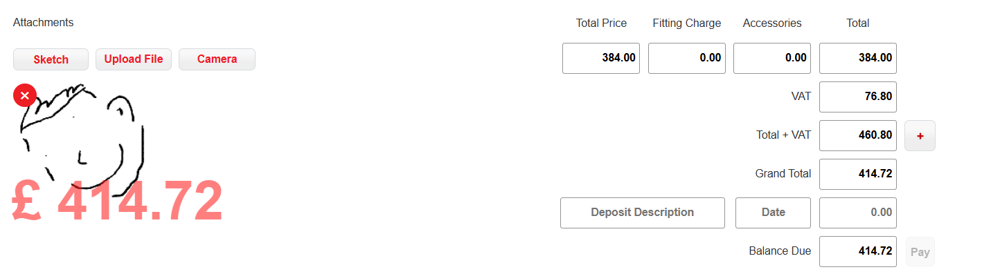 Attachments
Total Price Fitting Charge Accessories Total
Sketch Upload File Camera
384.00 0.00 0.00 384.00
VAT 76.80
Total + VAT 460.80 +
Grand Total 414.72
£ 414.72
Deposit Description Date 0.00
Balance Due 414.72 Pay